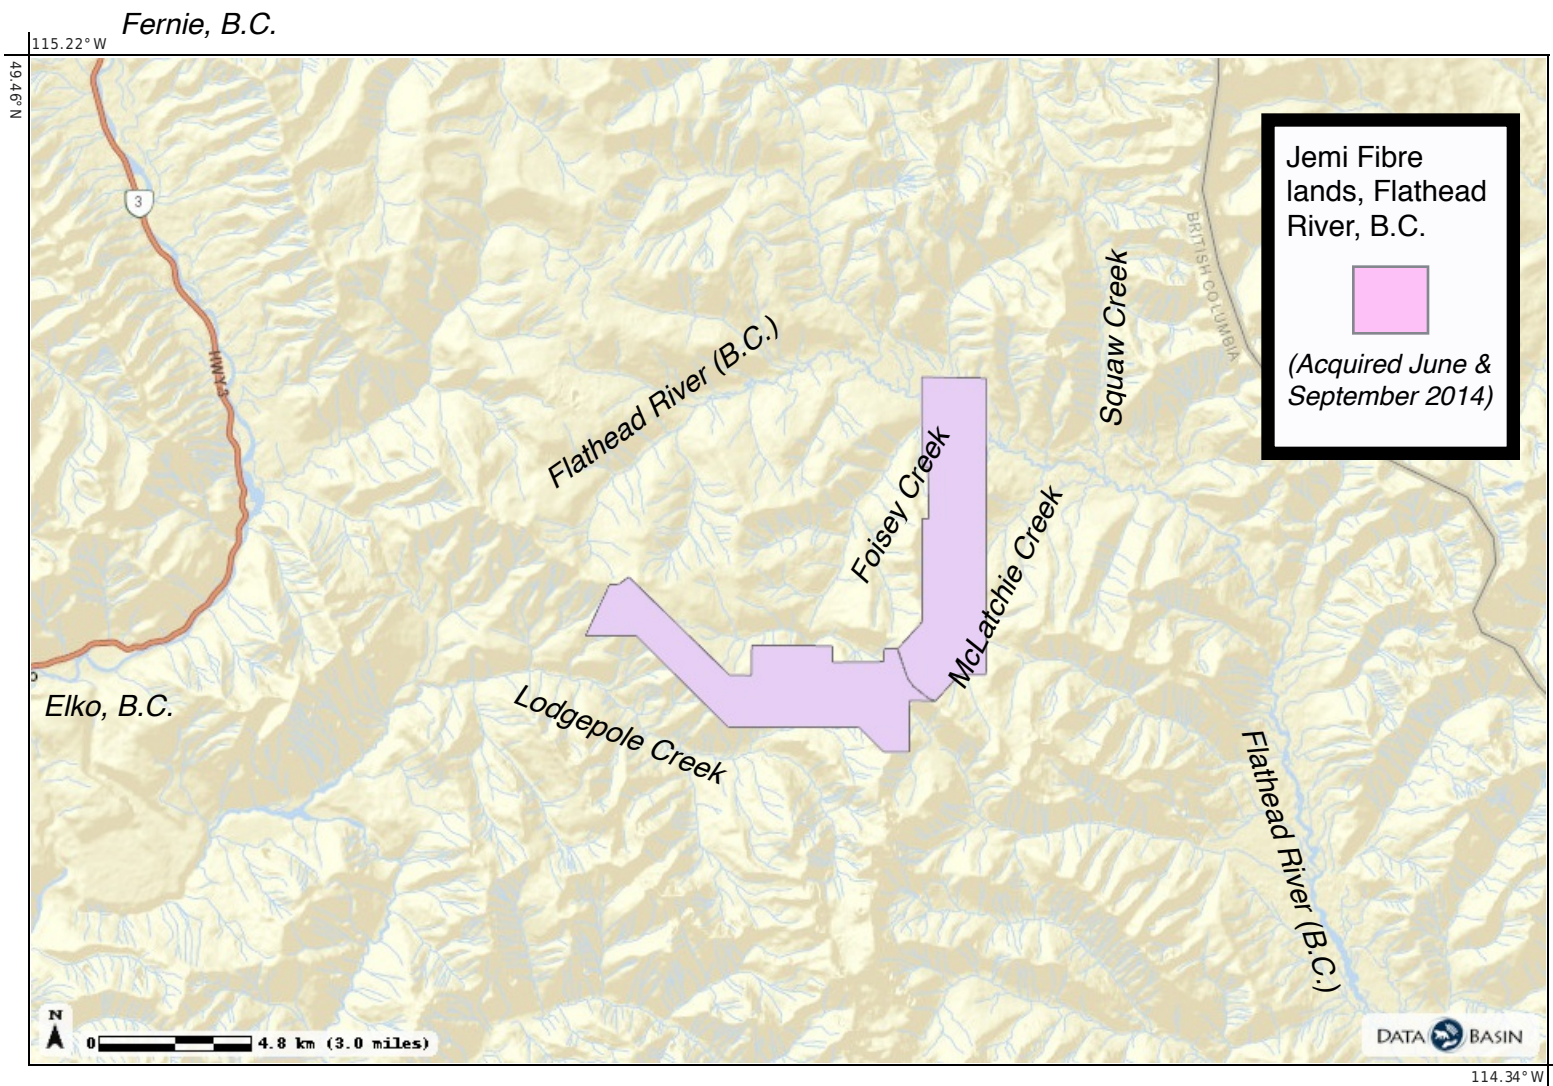 Fernie, B.C.
115.22°W
49.46°N
3
HWY 3
BRITISH COLUMBIA
Jemi Fibre
lands, Flathead
River, B.C.
(Acquired June &
September 2014)
Squaw Creek
Flathead River (B.C.)
Foisey Creek
McLatchie Creek
Elko, B.C.
Lodgepole Creek
Flathead River (B.C.)
N
0 4.8 km (3.0 miles)
DATA BASIN
114.34°W